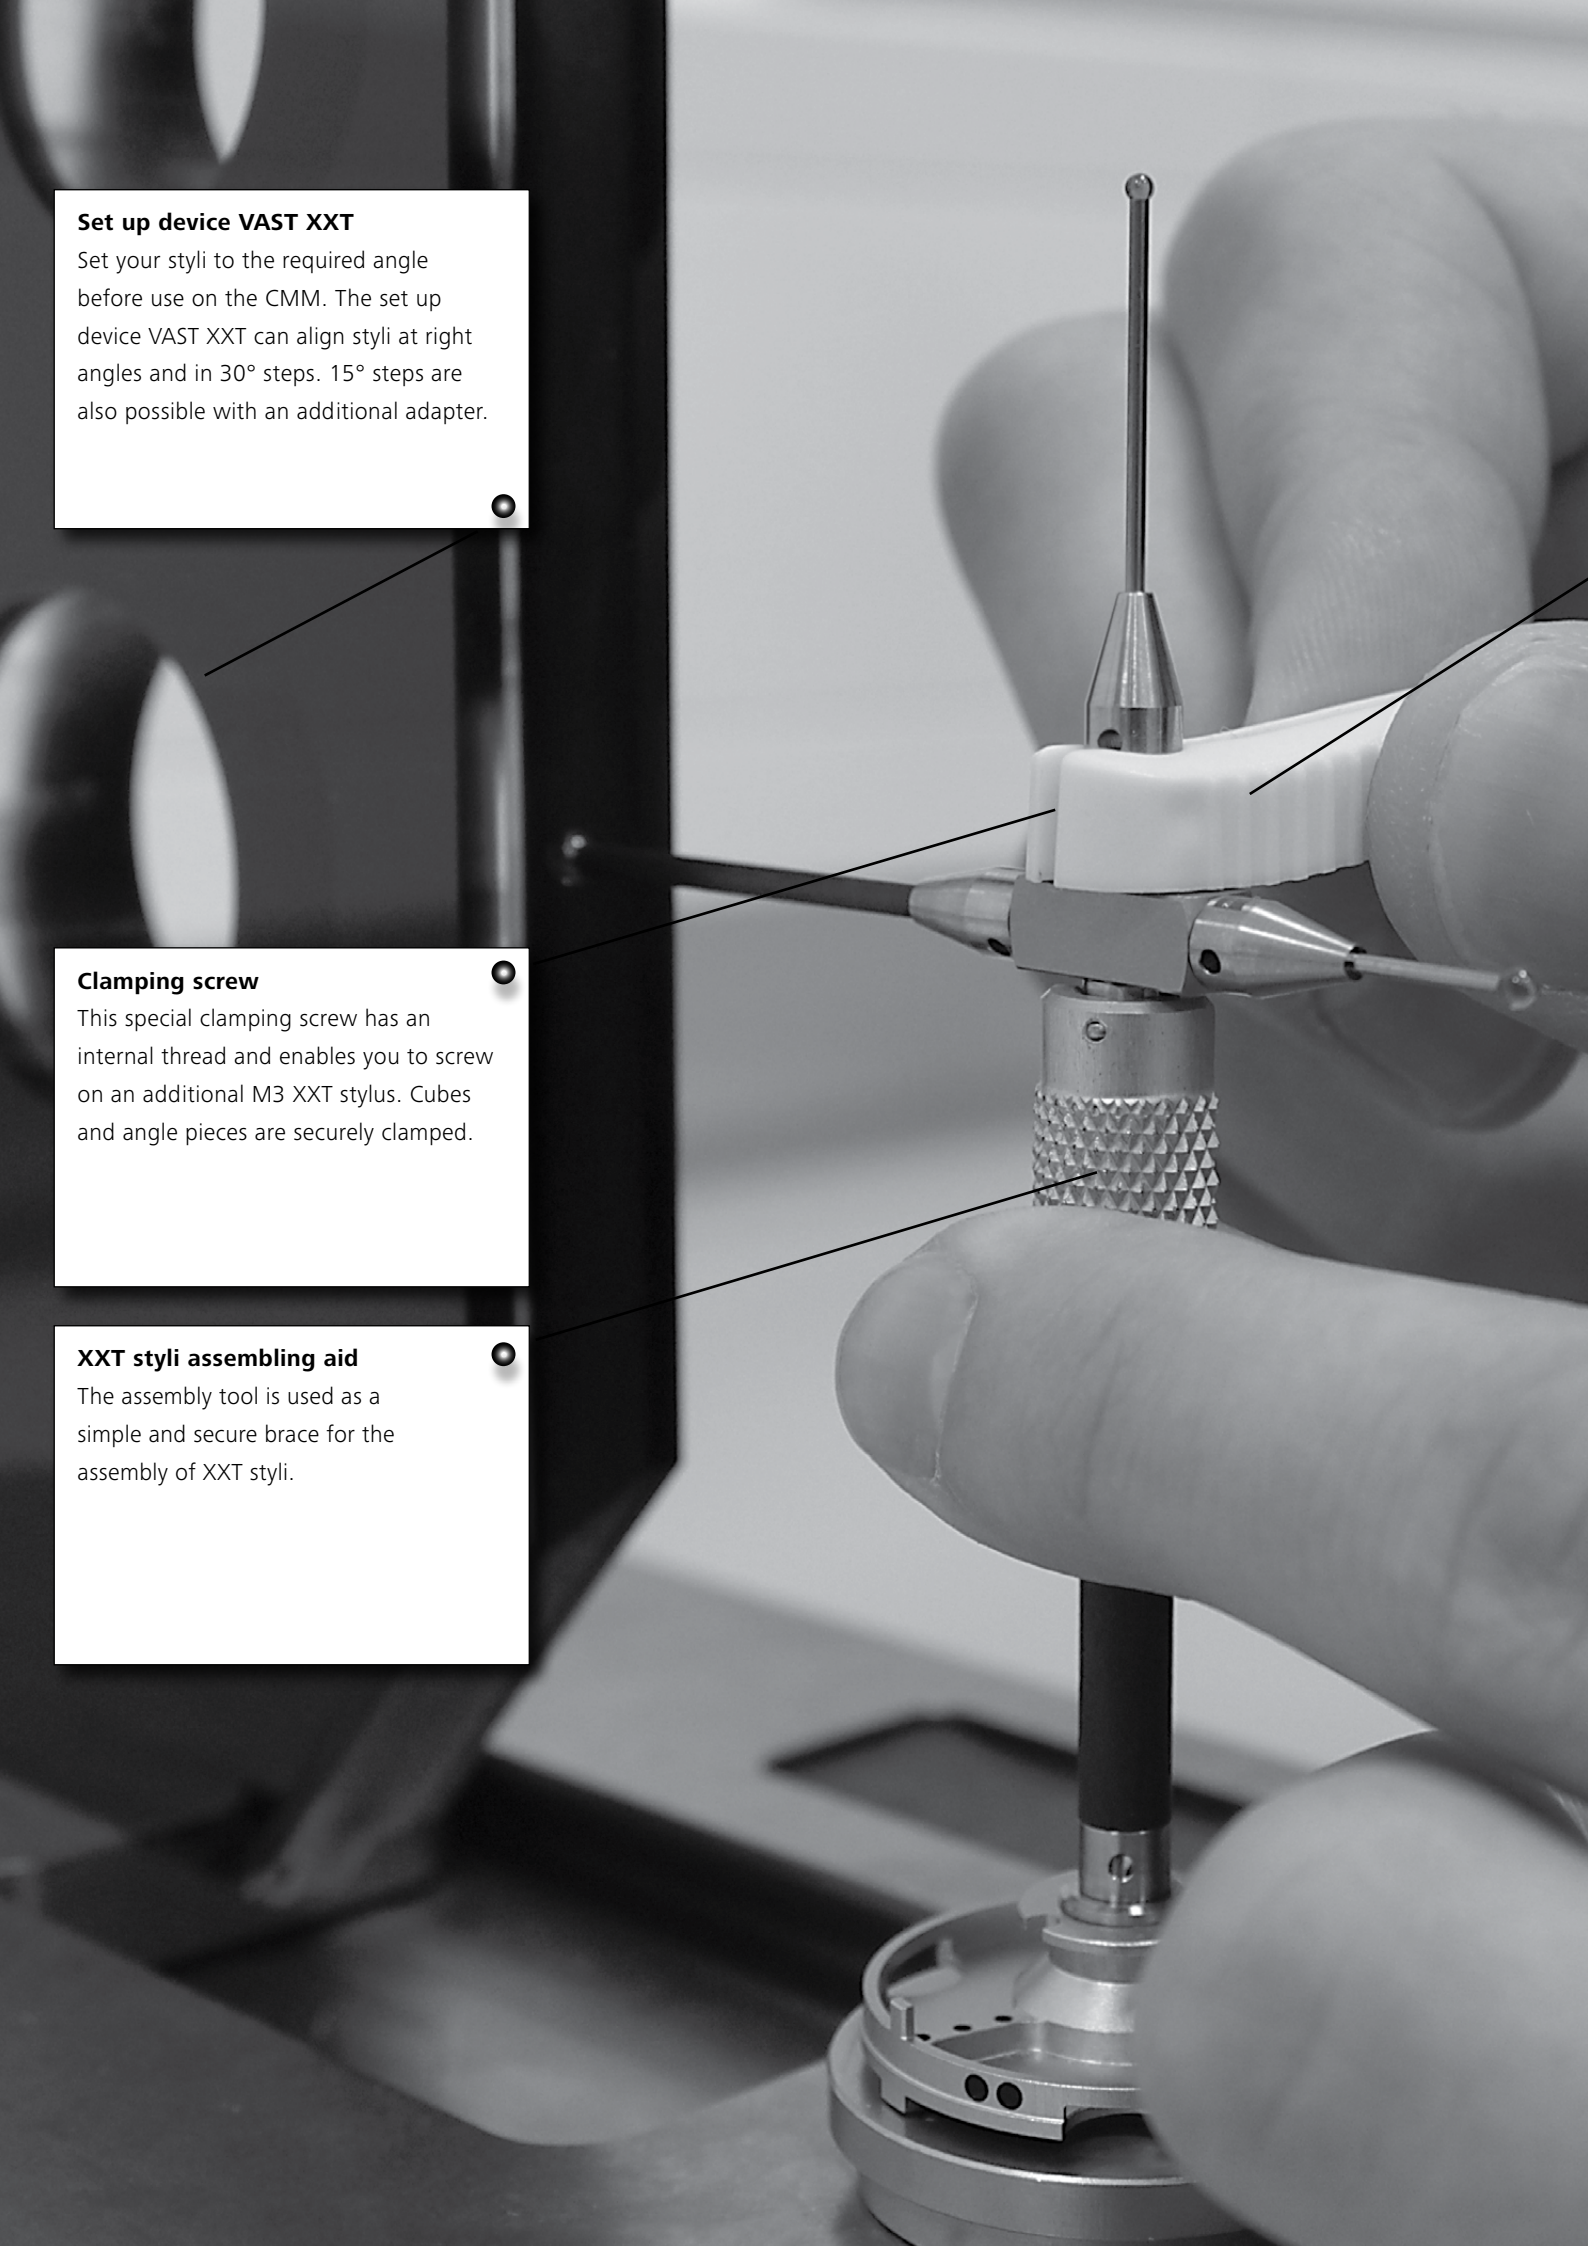 Set up device VAST XXT
Set your styli to the required angle
before use on the CMM. The set up
device VAST XXT can align styli at right
angles and in 30° steps. 15° steps are
also possible with an additional adapter.
Clamping screw
This special clamping screw has an
internal thread and enables you to screw
on an additional M3 XXT stylus. Cubes
and angle pieces are securely clamped.
XXT styli assembling aid
The assembly tool is used as a
simple and secure brace for the
assembly of XXT styli.